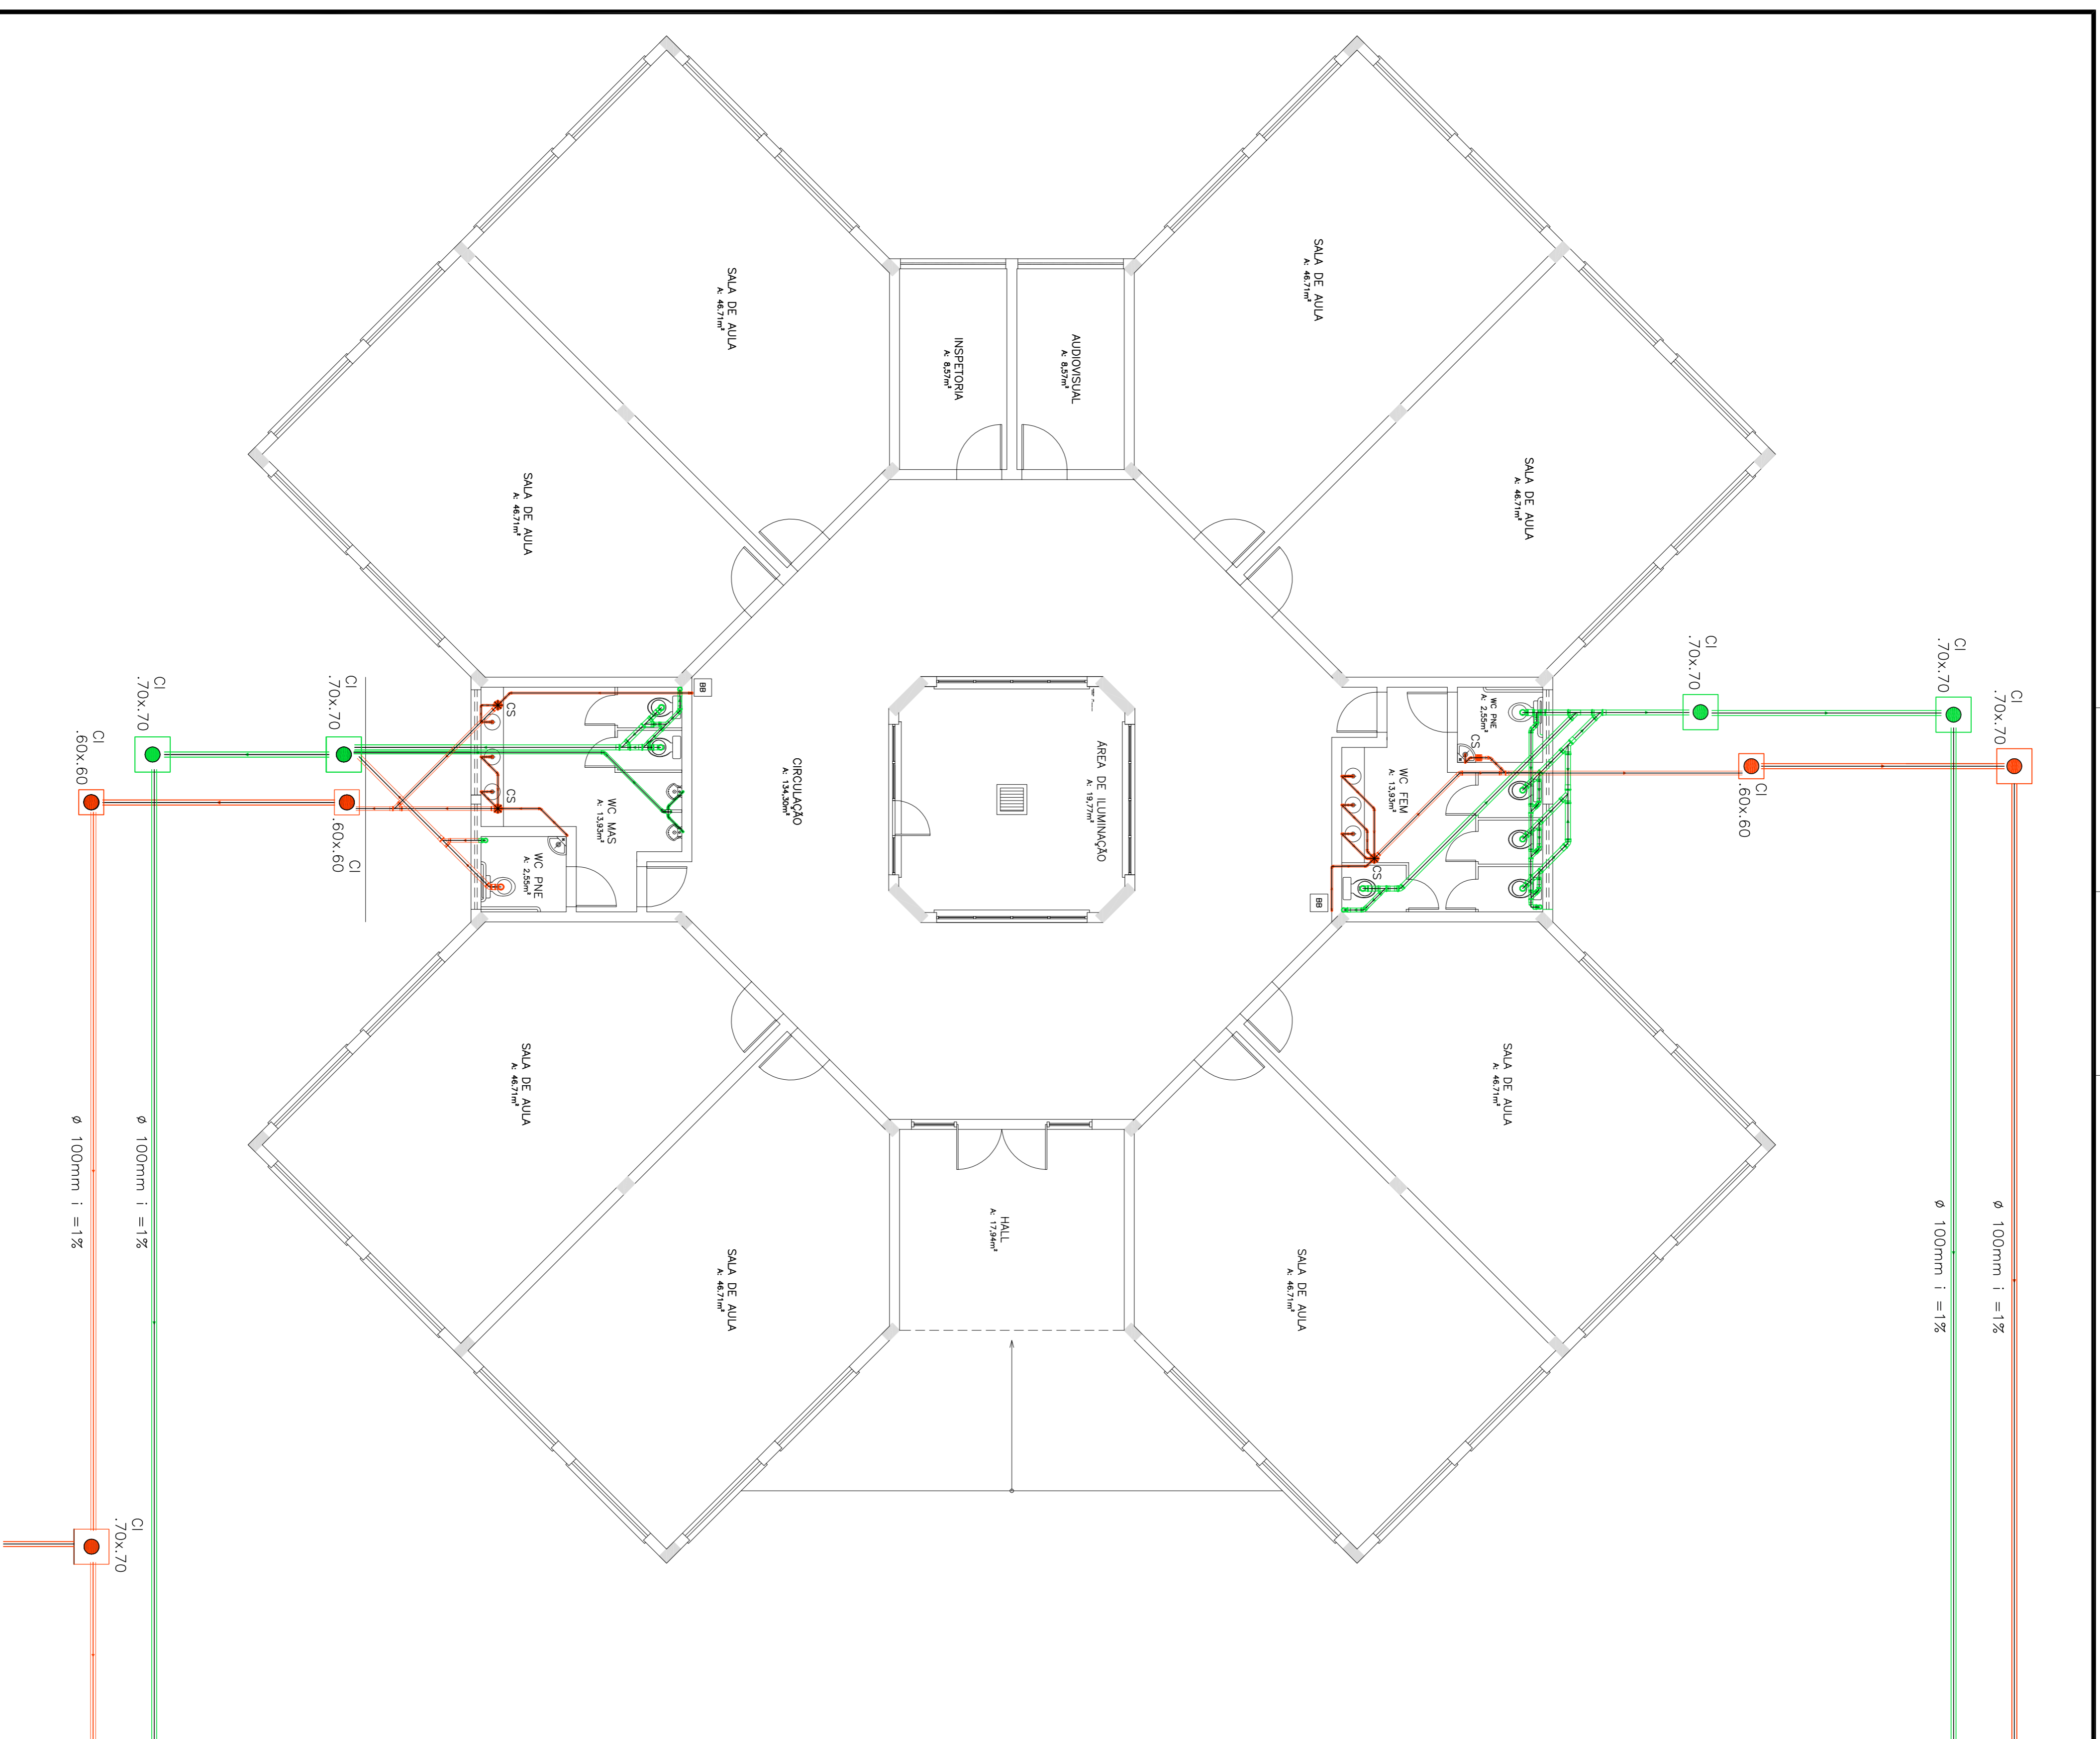 SALA DE AULA
A: 46.71m²
SALA DE AULA
A: 46.71m²
INSPETORIA
A: 8,57m²
AUDIOVISUAL
A: 8,57m²
SALA DE AULA
A: 46.71m²
SALA DE AULA
A: 46.71m²
CI
.70x.70
CI
.70x.70
CI
.70x.70
CI
.60x.60
WC PNE
A: 2,55m²
CS
WC FEM
A: 13,93m²
CS
BB
ÁREA DE ILUMINAÇÃO
A: 19,77m²
CIRCULAÇÃO
A: 134,30m²
BB
CS
CS
WC MAS
A: 13,93m²
WC PNE
A: 2,55m²
CI
.70x.70
CI
.70x.70
CI
.60x.60
CI
.60x.60
SALA DE AULA
A: 46.71m²
SALA DE AULA
A: 46.71m²
HALL
A: 17,94m²
SALA DE AULA
A: 46.71m²
SALA DE AULA
A: 46.71m²
ø 100mm i =1%
ø 100mm i =1%
ø 100mm i =1%
ø 100mm i =1%
CI
.70x.70